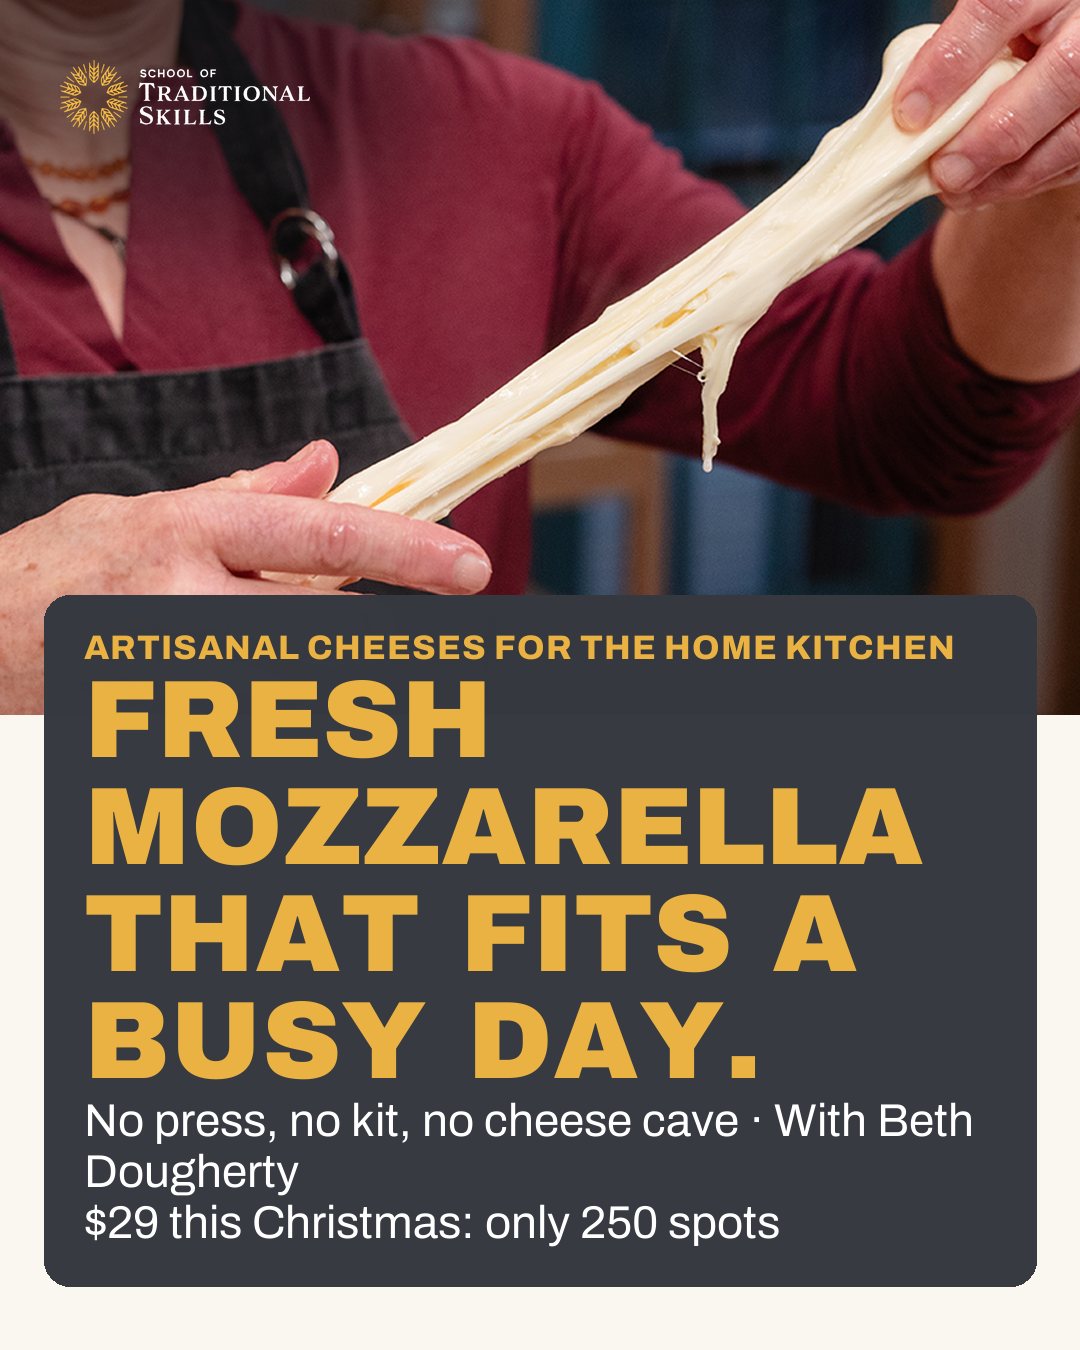 SCHOOL OF
TRADITIONAL
SKILLS
ARTISANAL CHEESES FOR THE HOME KITCHEN
FRESH
MOZZARELLA
THAT FITS A
BUSY DAY.
No press, no kit, no cheese cave · With Beth
Dougherty
$29 this Christmas: only 250 spots